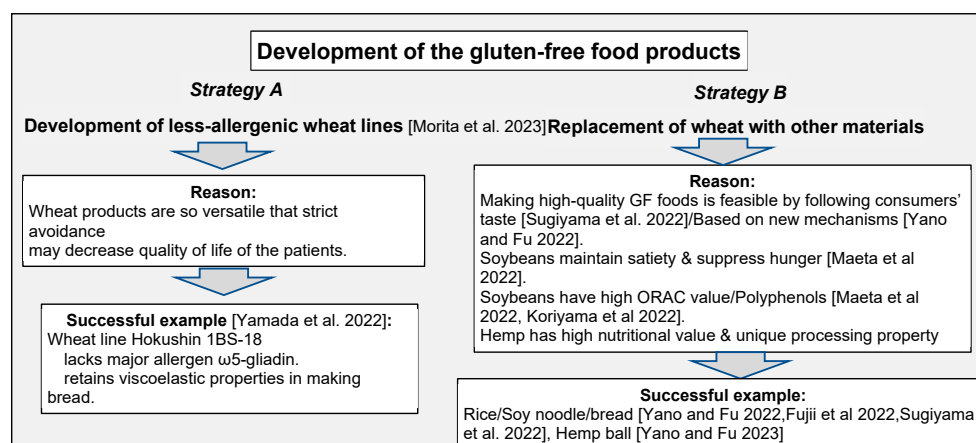 Development of the gluten-free food products
Strategy A
Development of less-allergenic wheat lines [Morita et al. 2023]
Reason:
Wheat products are so versatile that strict
avoidance
may decrease quality of life of the patients.
Successful example [Yamada et al. 2022]:
Wheat line Hokushin 1BS-18
lacks major allergen ω5-gliadin.
retains viscoelastic properties in making
bread.
Strategy B
Replacement of wheat with other materials
Reason:
Making high-quality GF foods is feasible by following consumers’
taste [Sugiyama et al. 2022]/Based on new mechanisms [Yano
and Fu 2022].
Soybeans maintain satiety & suppress hunger [Maeta et al
2022].
Soybeans have high ORAC value/Polyphenols [Maeta et al
2022, Koriyama et al 2022].
Hemp has high nutritional value & unique processing property
Successful example:
Rice/Soy noodle/bread [Yano and Fu 2022,Fujii et al 2022,Sugiyama
et al. 2022], Hemp ball [Yano and Fu 2023]